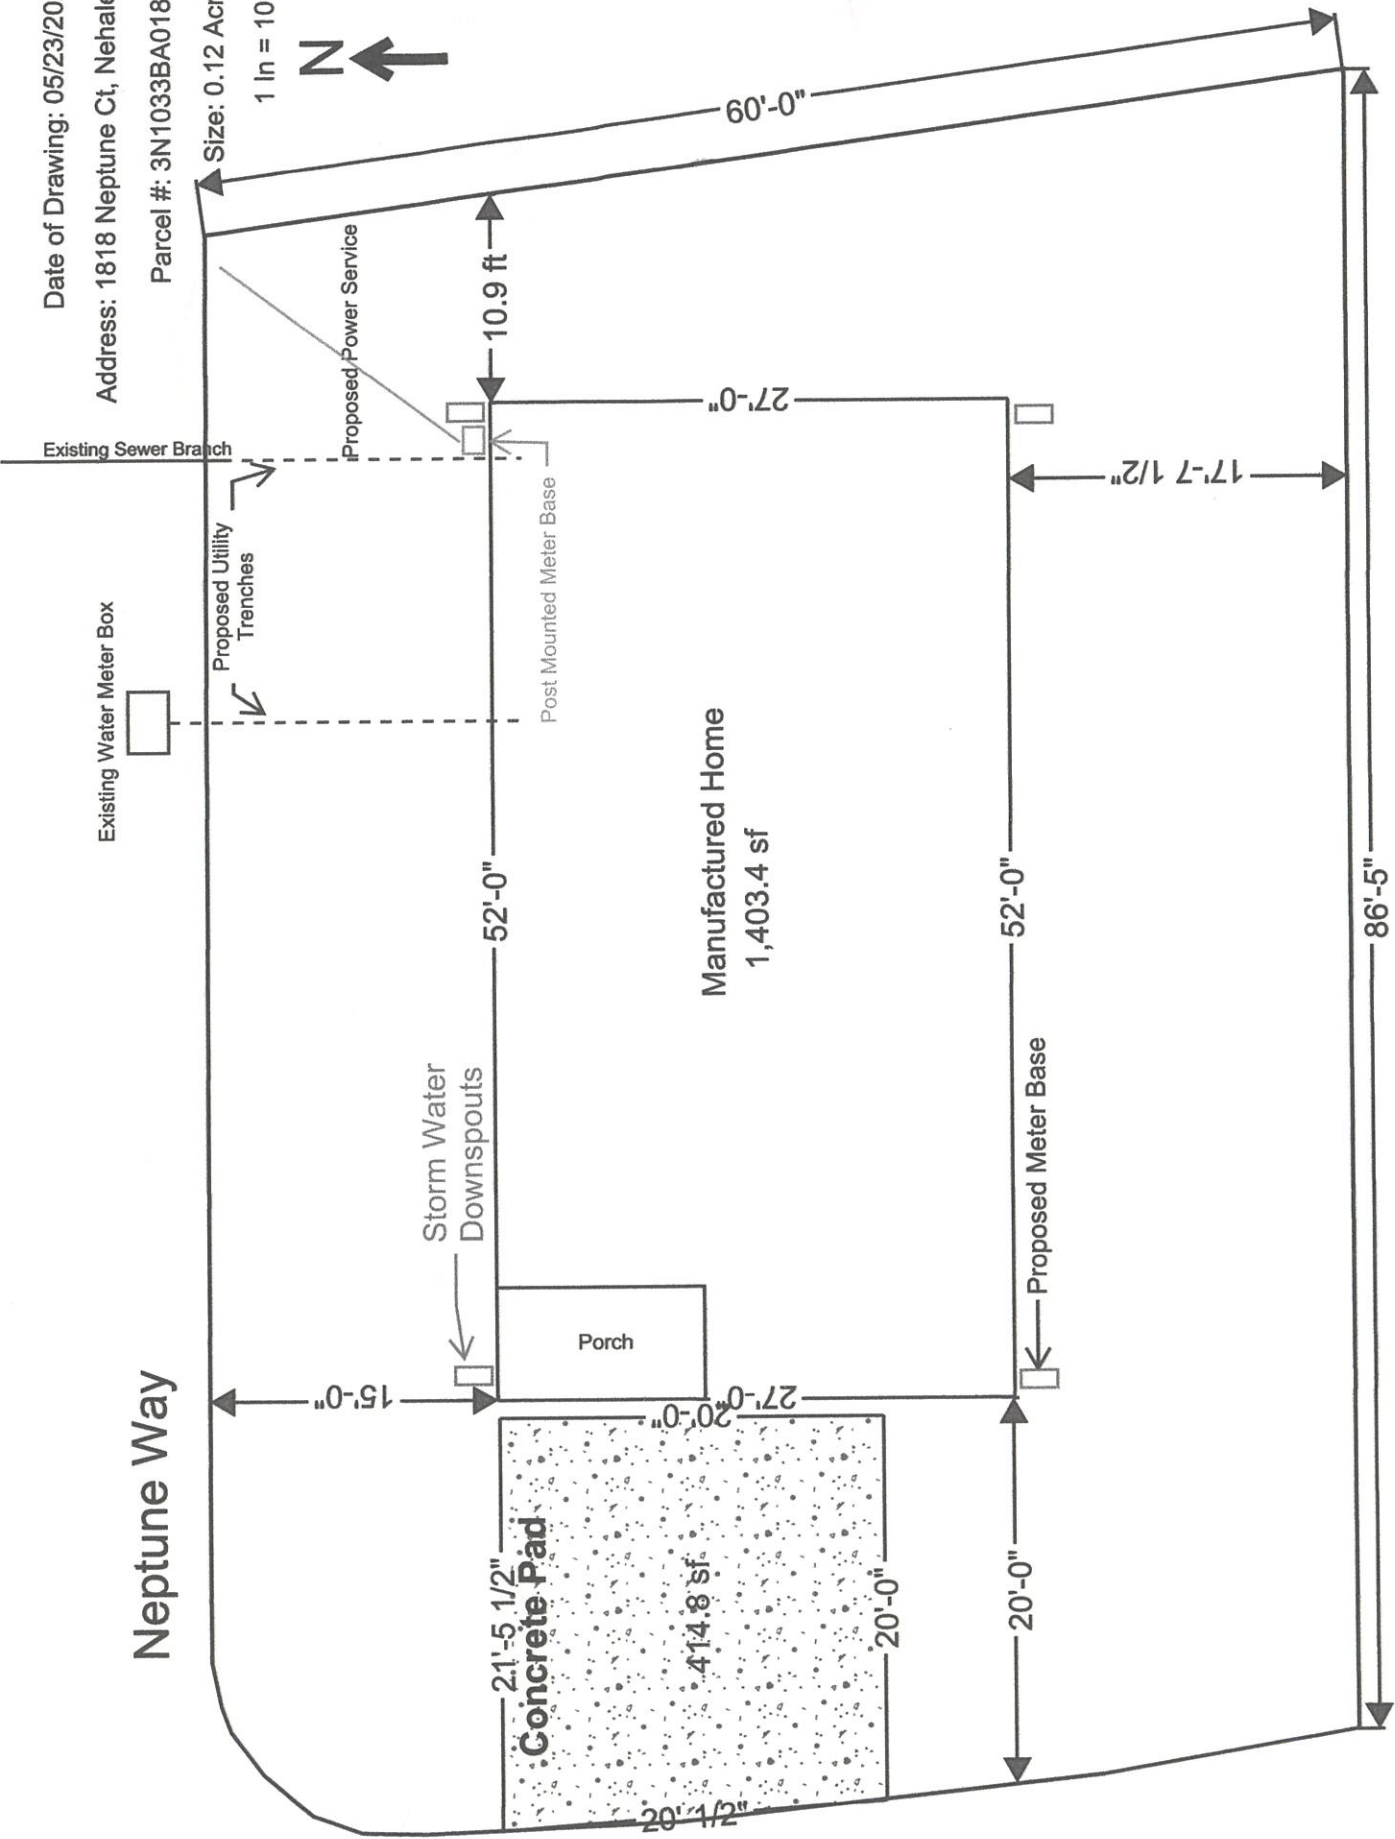 Date of Drawing: 05/23/20
Address: 1818 Neptune Ct, Nehale
Parcel #: 3N1033BA018
Size: 0.12 Acr
1 In = 10
N
Neptune Way
Existing Water Meter Box
Existing Sewer Branch
Proposed Utility
Trenches
Proposed Power Service
60'-0"
10.9 ft
15'-0"
Storm Water
Downspouts
52'-0"
Post Mounted Meter Base
27'-0"
Porch
Manufactured Home
1,403.4 sf
27'-0"
20'-0"
21'-5 1/2"
Concrete Pad
414.8 sf
20'-0"
20' 1/2"
20'-0"
52'-0"
Proposed Meter Base
17'-7 1/2"
86'-5"